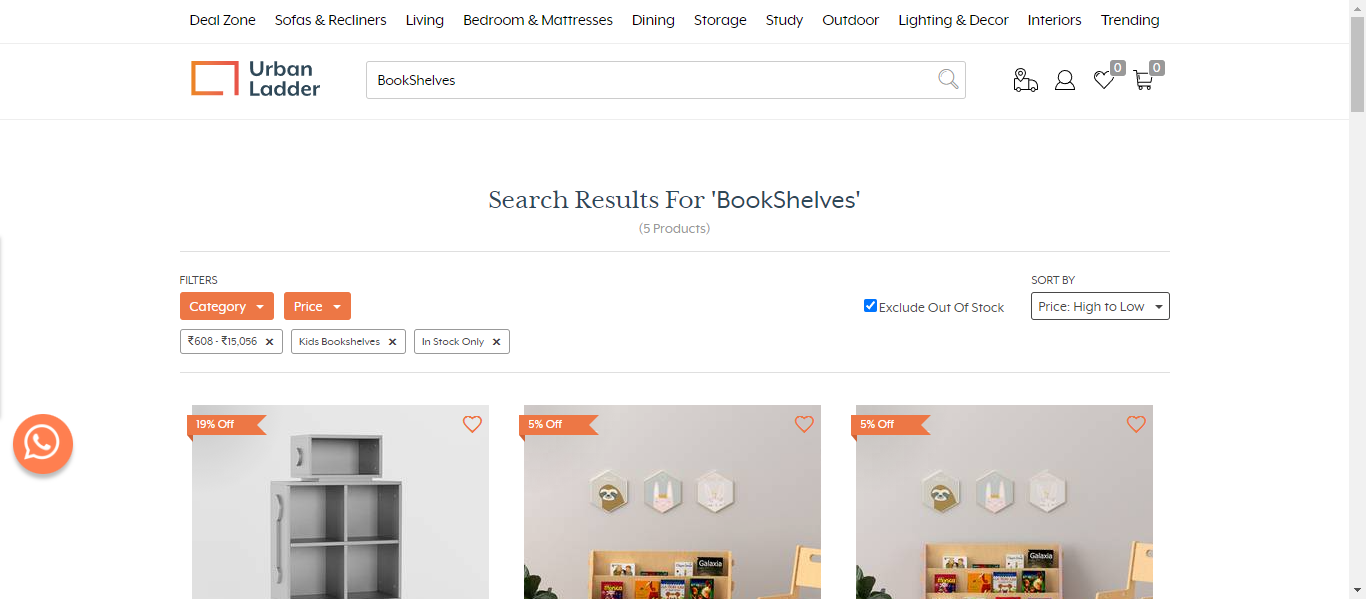 Deal Zone Sofas & Recliners Living Bedroom & Mattresses Dining Storage Study Outdoor Lighting & Decor Interiors Trending
Urban
Ladder
BookShelves
0 0
Search Results For 'BookShelves'
(5 Products)
FILTERS
SORT BY
Category Price
Exclude Out Of Stock
Price: High to Low
₹608 - ₹15,056 × Kids Bookshelves × In Stock Only ×
19% Off
5% Off
5% Off
Galaxia
Galaxia